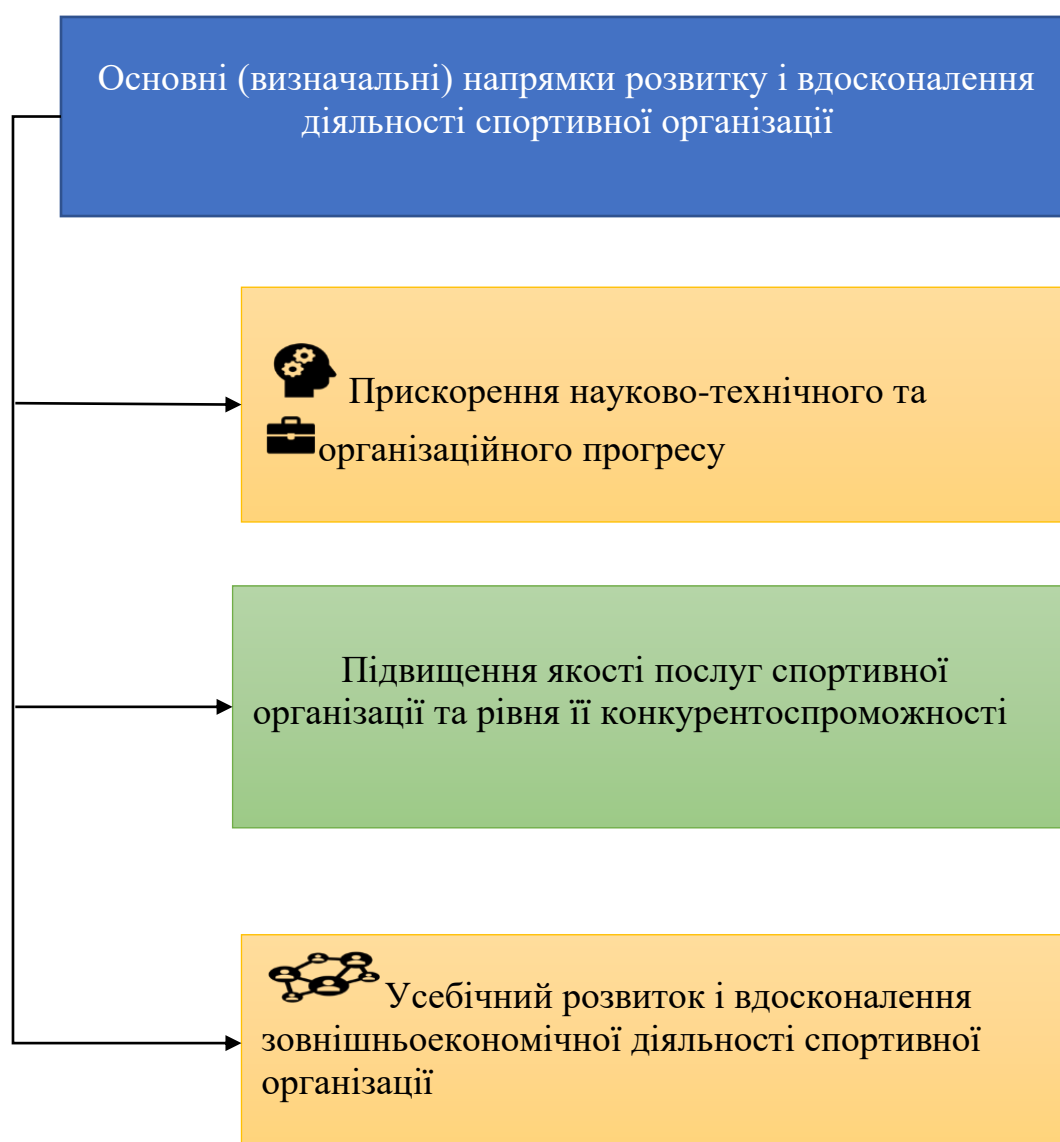 Основні (визначальні) напрямки розвитку і вдосконалення
діяльності спортивної організації
Прискорення науково-технічного та
організаційного прогресу
Підвищення якості послуг спортивної
організації та рівня її конкурентоспроможності
Усебічний розвиток і вдосконалення
зовнішньоекономічної діяльності спортивної
організації